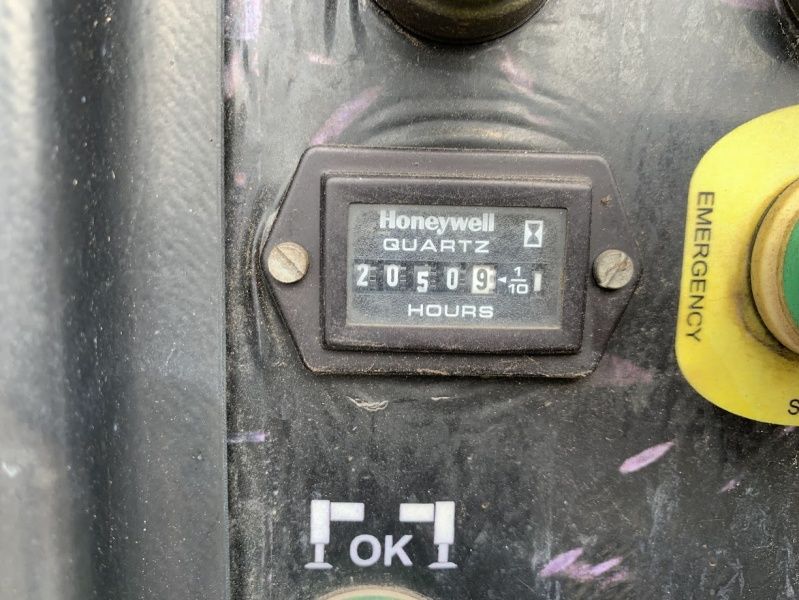 Honeywell
QUARTZ
20509 1/10
HOURS
EMERGENCY
S
OK